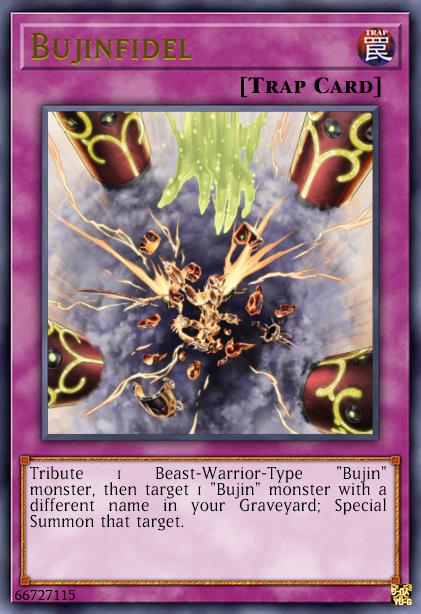 Bujinfidel
TRAP
罠
[Trap Card]
Tribute 1 Beast-Warrior-Type "Bujin"
monster, then target 1 "Bujin" monster with a
different name in your Graveyard; Special
Summon that target.
66727115